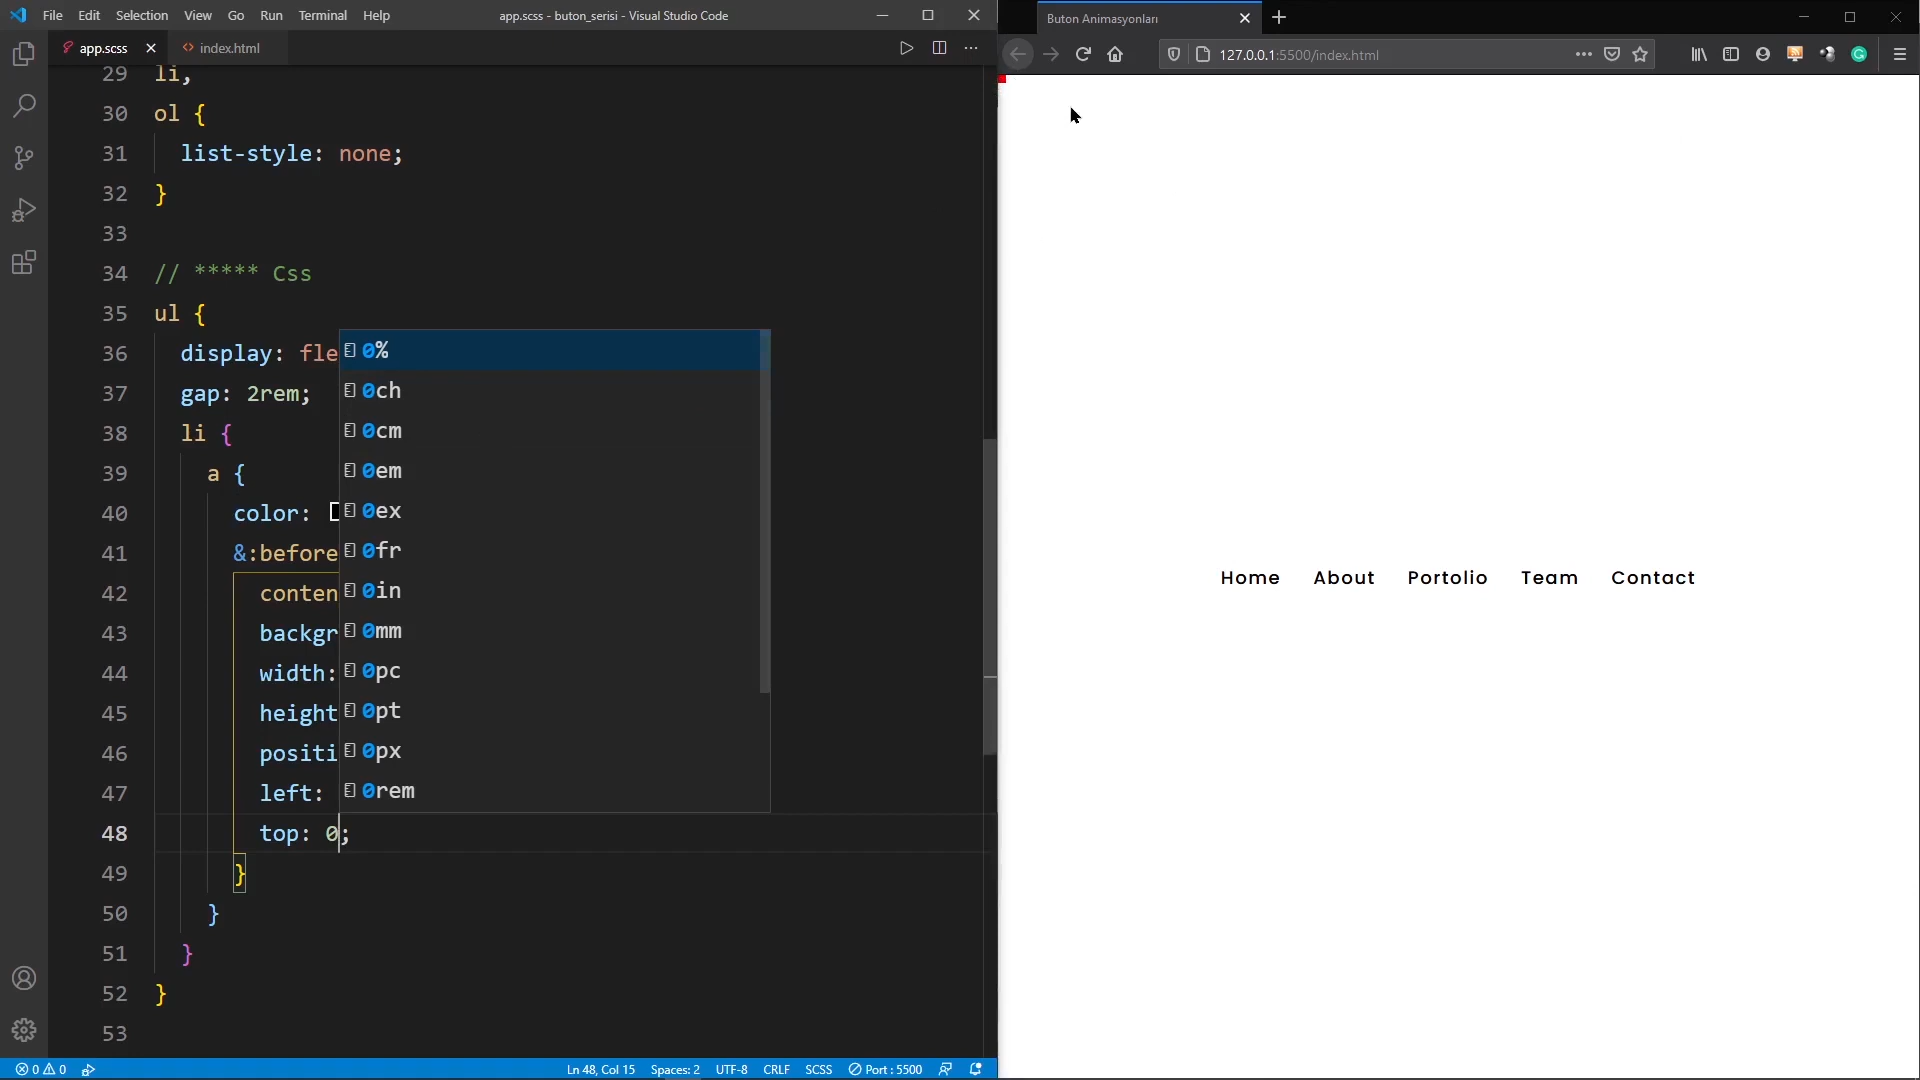 File Edit Selection View Go Run Terminal Help
app.scss - buton_serisi - Visual Studio Code
app.scss
index.html
29 li,
30 ol {
31 list-style: none;
32 }
33
34 // ***** Css
35 ul {
36 display: fle
37 gap: 2rem;
38 li {
39 a {
40 color:
41 &:before
42 conten
43 backgr
44 width:
45 height
46 positi
47 left:
48 top: 0;
49 }
50 }
51 }
52 }
53
0%
0ch
0cm
0em
0ex
0fr
0in
0mm
0pc
0pt
0px
0rem
0 0 Ln 48, Col 15 Spaces: 2 UTF-8 CRLF SCSS Port : 5500
Buton Animasyonları
127.0.0.1:5500/index.html
Home About Portolio Team Contact